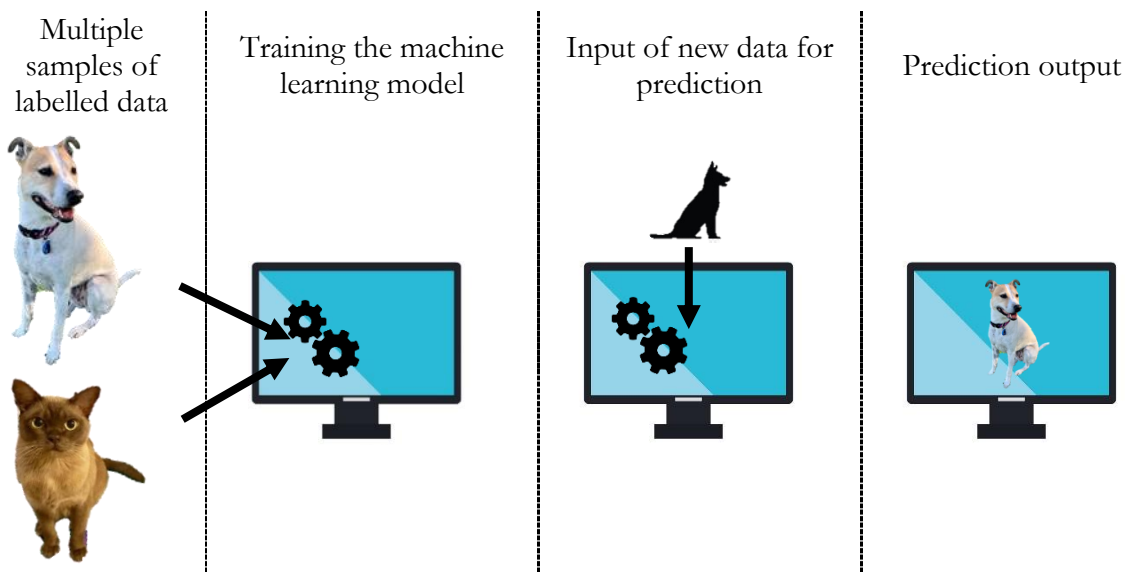 Multiple
samples of
labelled data
Training the machine
learning model
Input of new data for
prediction
Prediction output